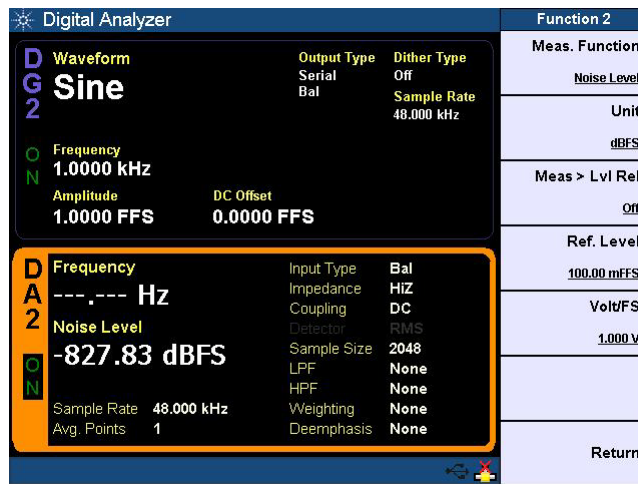 Digital Analyzer
DG2
ON
Waveform
Sine
Output Type
Serial
Bal
Dither Type
Off
Sample Rate
48.000 kHz
Frequency
1.0000 kHz
Amplitude
1.0000 FFS
DC Offset
0.0000 FFS
DA2
ON
Frequency
---.--- Hz
Noise Level
-827.83 dBFS
Sample Rate 48.000 kHz
Avg. Points 1
Input Type Bal
Impedance HiZ
Coupling DC
Detector RMS
Sample Size 2048
LPF None
HPF None
Weighting None
Deemphasis None
Function 2
Meas. Function
Noise Level
Unit
dBFS
Meas > Lvl Rel
Off
Ref. Level
100.00 mFFS
Volt/FS
1.000 V
Return